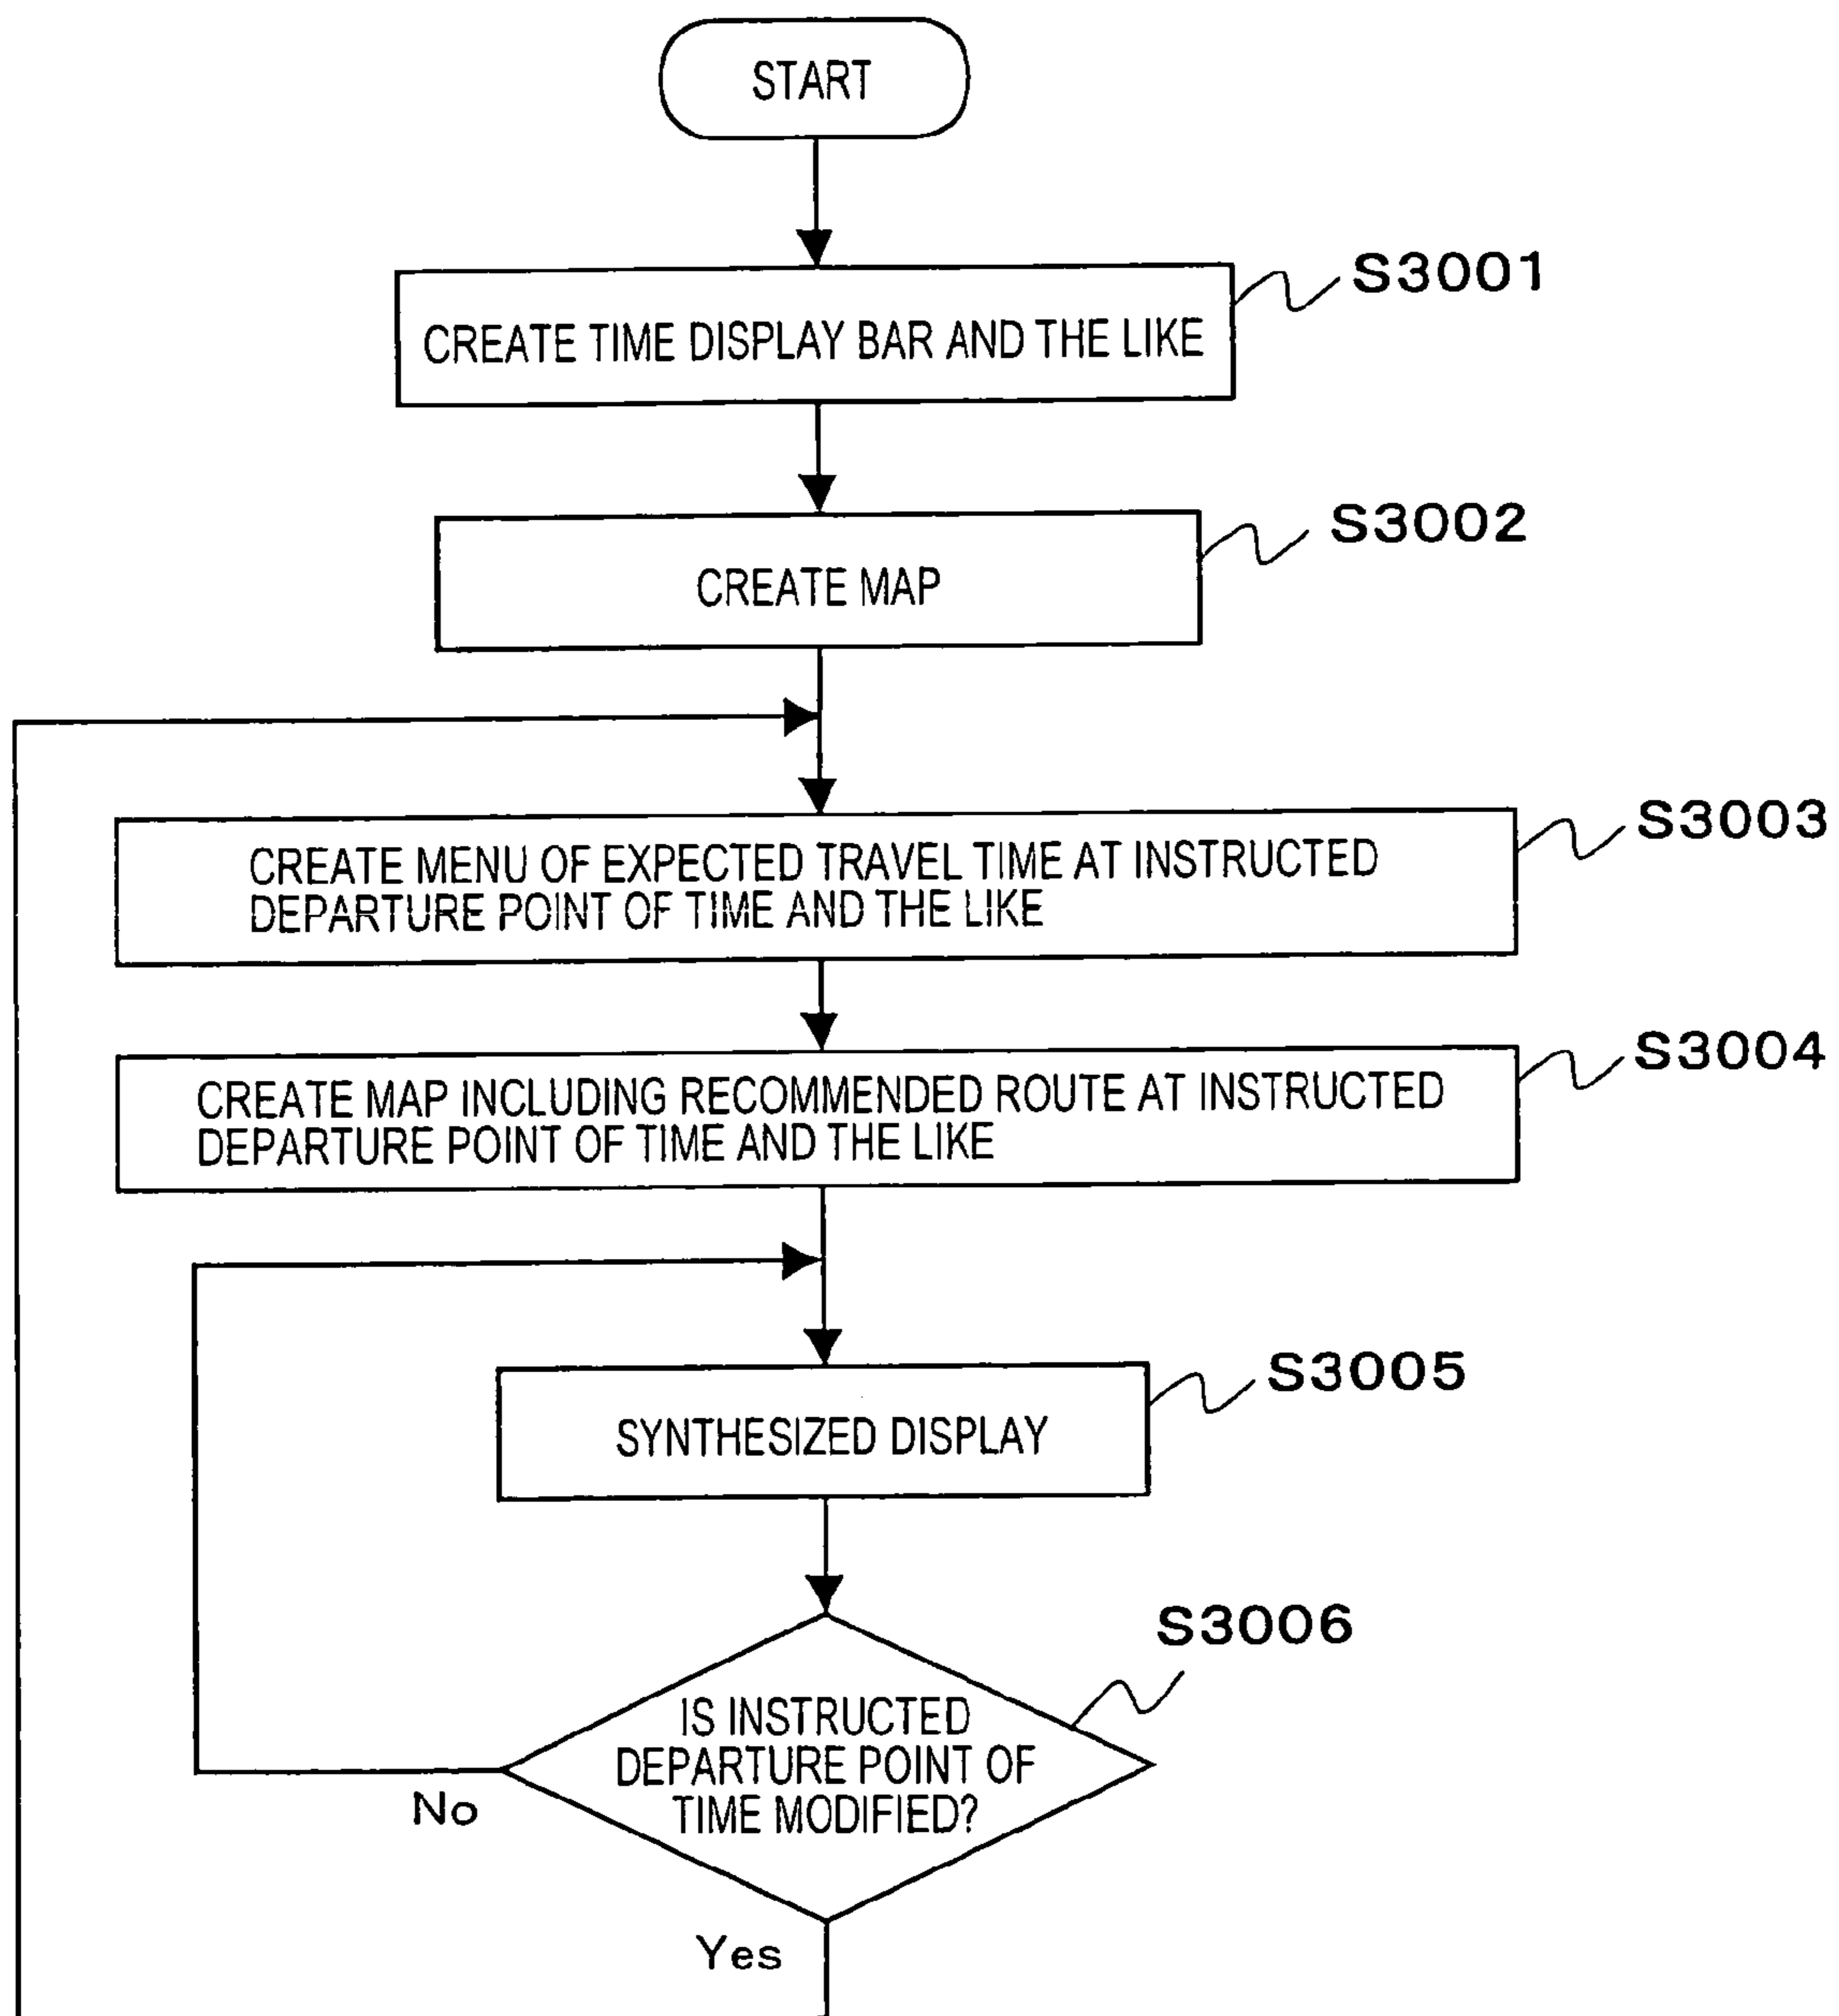 START
S3001
CREATE TIME DISPLAY BAR AND THE LIKE
S3002
CREATE MAP
S3003
CREATE MENU OF EXPECTED TRAVEL TIME AT INSTRUCTED
DEPARTURE POINT OF TIME AND THE LIKE
S3004
CREATE MAP INCLUDING RECOMMENDED ROUTE AT INSTRUCTED
DEPARTURE POINT OF TIME AND THE LIKE
S3005
SYNTHESIZED DISPLAY
S3006
IS INSTRUCTED
DEPARTURE POINT OF
TIME MODIFIED?
No
Yes